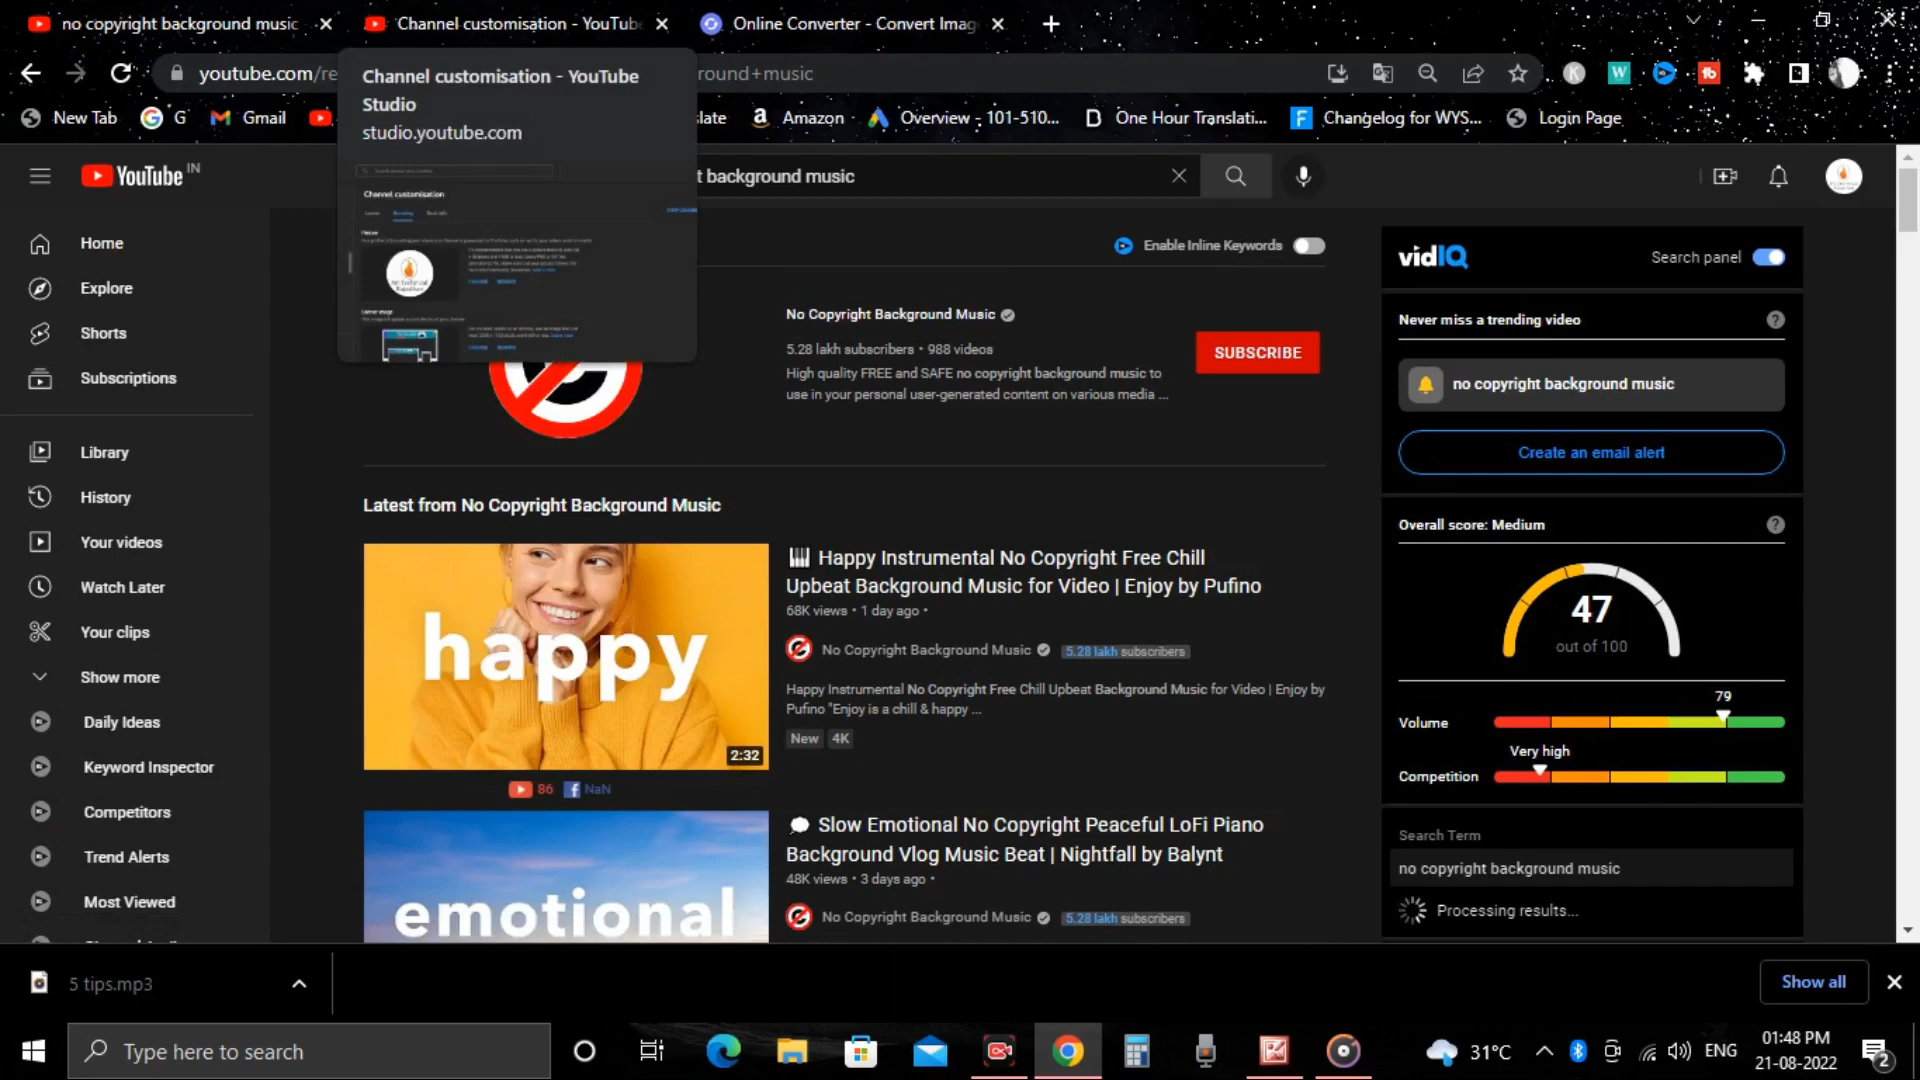 no copyright background music
Channel customisation - YouTube
Online Converter - Convert Imag
youtube.com/re
round+music
Channel customisation - YouTube
Studio
studio.youtube.com
New Tab
G
Gmail
late
Amazon
Overview - 101-510...
One Hour Translati...
Changelog for WYS...
Login Page
YouTube IN
t background music
Channel customisation
Home
Explore
Shorts
Subscriptions
Library
History
Your videos
Watch Later
Your clips
Show more
Daily Ideas
Keyword Inspector
Competitors
Trend Alerts
Most Viewed
Enable Inline Keywords
No Copyright Background Music
5.28 lakh subscribers • 988 videos
High quality FREE and SAFE no copyright background music to
use in your personal user-generated content on various media ...
SUBSCRIBE
Latest from No Copyright Background Music
happy
2:32
86
NaN
Happy Instrumental No Copyright Free Chill
Upbeat Background Music for Video | Enjoy by Pufino
68K views • 1 day ago •
No Copyright Background Music
5.28 lakh subscribers
Happy Instrumental No Copyright Free Chill Upbeat Background Music for Video | Enjoy by
Pufino "Enjoy is a chill & happy ...
New
4K
emotional
Slow Emotional No Copyright Peaceful LoFi Piano
Background Vlog Music Beat | Nightfall by Balynt
48K views • 3 days ago •
No Copyright Background Music
5.28 lakh subscribers
vidIQ
Search panel
Never miss a trending video
no copyright background music
Create an email alert
Overall score: Medium
47
out of 100
79
Volume
Very high
Competition
Search Term
no copyright background music
Processing results...
5 tips.mp3
Show all
Type here to search
31°C
ENG
01:48 PM
21-08-2022
2